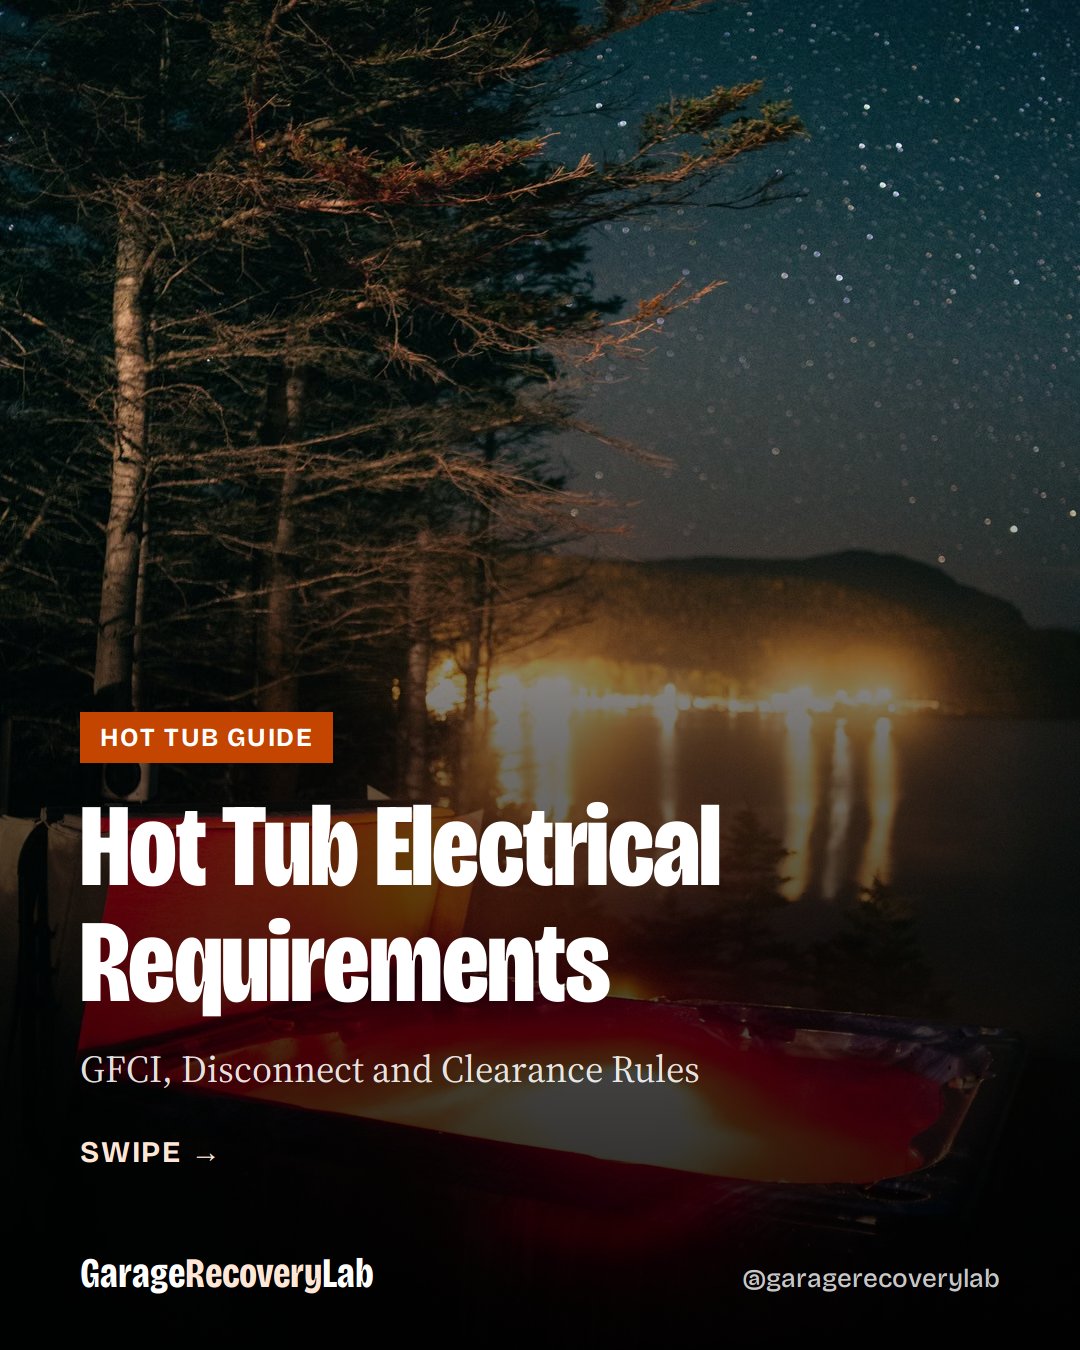 HOT TUB GUIDE
Hot Tub Electrical
Requirements
GFCI, Disconnect and Clearance Rules
SWIPE →
GarageRecoveryLab
@garagerecoverylab